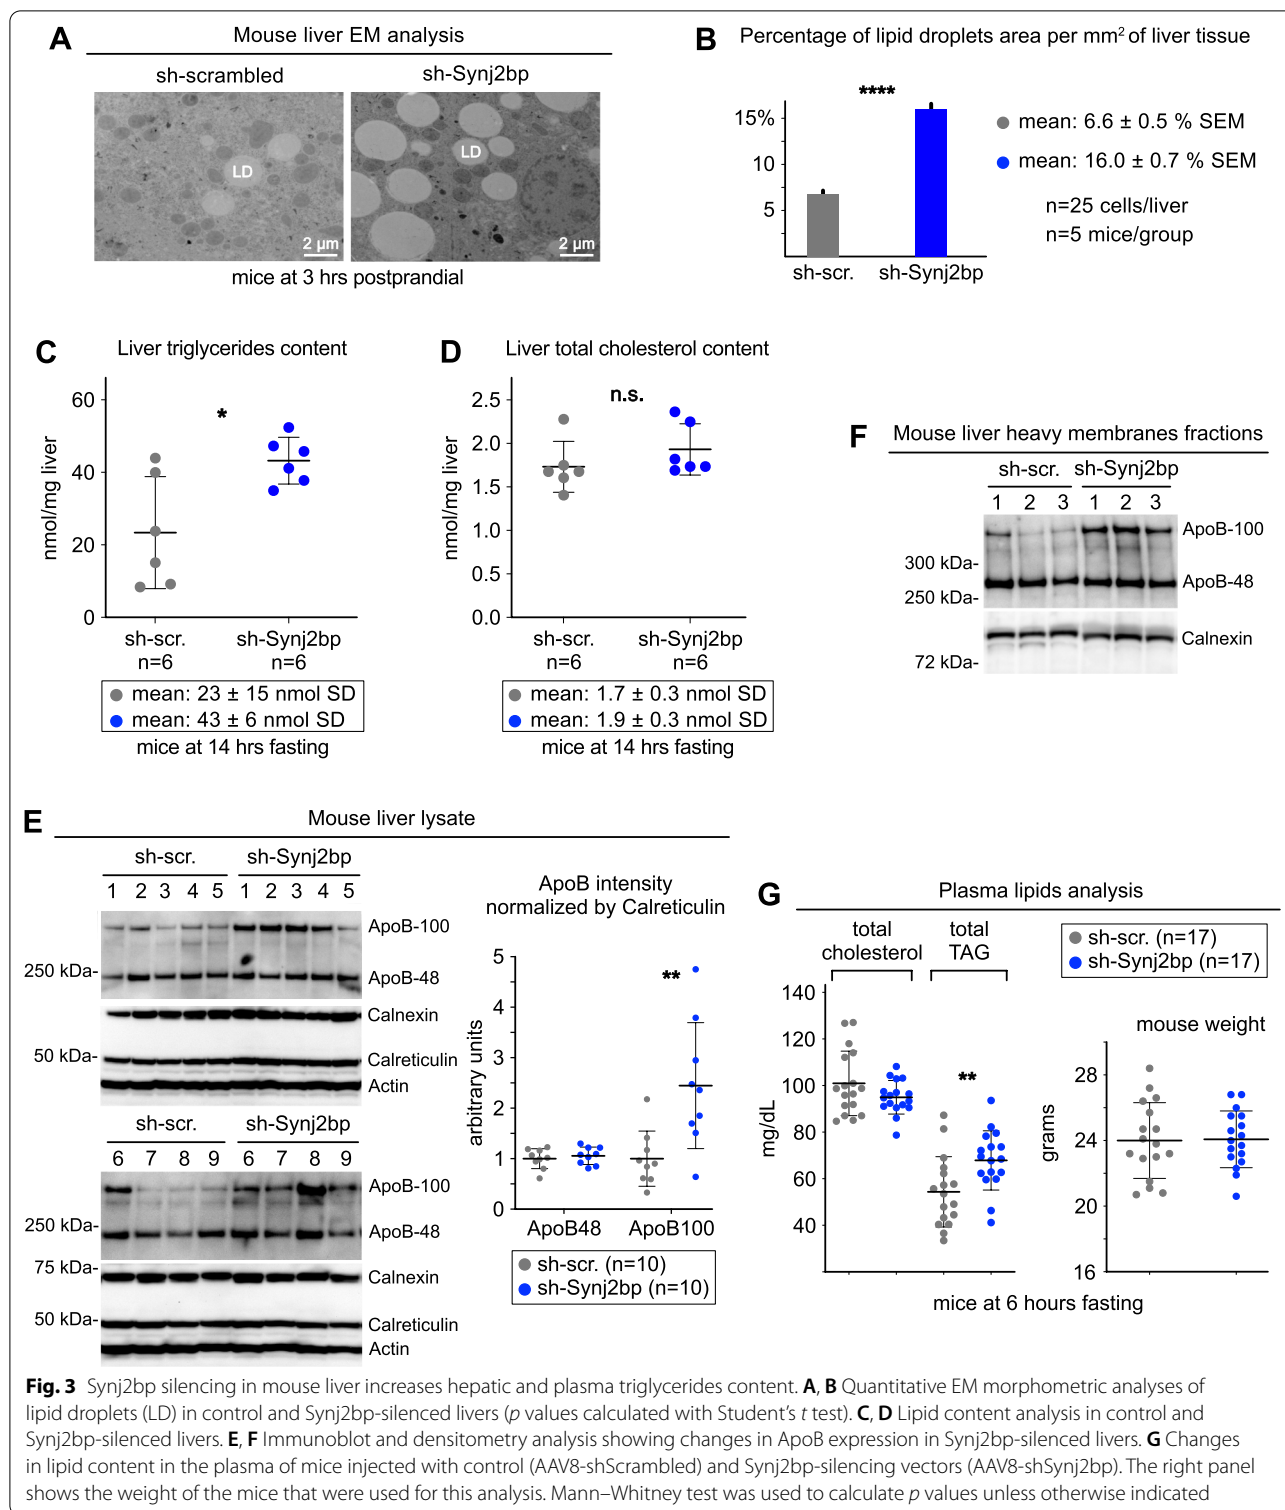 A
Mouse liver EM analysis
sh-scrambled
sh-Synj2bp
LD
LD
2 µm
2 µm
mice at 3 hrs postprandial
B
Percentage of lipid droplets area per mm² of liver tissue
****
15%
10
5
sh-scr.
sh-Synj2bp
mean: 6.6 ± 0.5 % SEM
mean: 16.0 ± 0.7 % SEM
n=25 cells/liver
n=5 mice/group
C
Liver triglycerides content
nmol/mg liver
60
40
20
0
*
sh-scr.
n=6
sh-Synj2bp
n=6
mean: 23 ± 15 nmol SD
mean: 43 ± 6 nmol SD
mice at 14 hrs fasting
D
Liver total cholesterol content
nmol/mg liver
2.5
2.0
1.5
1.0
0.5
0.0
n.s.
sh-scr.
n=6
sh-Synj2bp
n=6
mean: 1.7 ± 0.3 nmol SD
mean: 1.9 ± 0.3 nmol SD
mice at 14 hrs fasting
F
Mouse liver heavy membranes fractions
sh-scr.
sh-Synj2bp
1 2 3 1 2 3
ApoB-100
300 kDa-
ApoB-48
250 kDa-
Calnexin
72 kDa-
E
Mouse liver lysate
sh-scr.
sh-Synj2bp
1 2 3 4 5 1 2 3 4 5
ApoB-100
250 kDa-
ApoB-48
Calnexin
50 kDa-
Calreticulin
Actin
sh-scr.
sh-Synj2bp
6 7 8 9 6 7 8 9
ApoB-100
250 kDa-
ApoB-48
75 kDa-
Calnexin
50 kDa-
Calreticulin
Actin
ApoB intensity
normalized by Calreticulin
arbitrary units
5
4
3
2
1
0
**
ApoB48
ApoB100
sh-scr. (n=10)
sh-Synj2bp (n=10)
G
Plasma lipids analysis
total
cholesterol
total
TAG
sh-scr. (n=17)
sh-Synj2bp (n=17)
mg/dL
140
120
100
80
60
40
**
mouse weight
grams
28
24
20
16
mice at 6 hours fasting
Fig. 3 Synj2bp silencing in mouse liver increases hepatic and plasma triglycerides content. A, B Quantitative EM morphometric analyses of
lipid droplets (LD) in control and Synj2bp-silenced livers (p values calculated with Student's t test). C, D Lipid content analysis in control and
Synj2bp-silenced livers. E, F Immunoblot and densitometry analysis showing changes in ApoB expression in Synj2bp-silenced livers. G Changes
in lipid content in the plasma of mice injected with control (AAV8-shScrambled) and Synj2bp-silencing vectors (AAV8-shSynj2bp). The right panel
shows the weight of the mice that were used for this analysis. Mann–Whitney test was used to calculate p values unless otherwise indicated